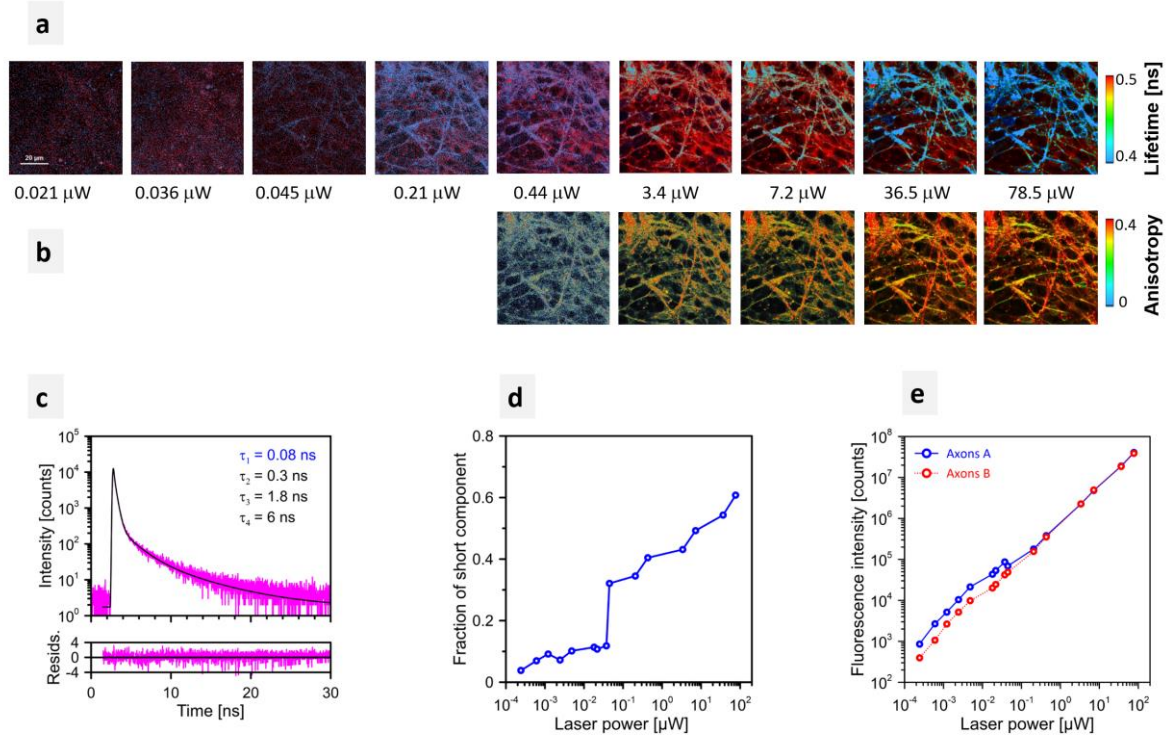 a
20 µm
0.5
0.4
Lifetime [ns]
0.021 µW 0.036 µW 0.045 µW 0.21 µW 0.44 µW 3.4 µW 7.2 µW 36.5 µW 78.5 µW
b
0.4
0
Anisotropy
c
10⁵
10⁴
10³
10²
10¹
10⁰
Intensity [counts]
τ₁ = 0.08 ns
τ₂ = 0.3 ns
τ₃ = 1.8 ns
τ₄ = 6 ns
4
0
-4
Resids.
0 10 20 30
Time [ns]
d
0.8
0.6
0.4
0.2
0
Fraction of short component
10⁻⁴ 10⁻³ 10⁻² 10⁻¹ 10⁰ 10¹ 10²
Laser power [µW]
e
10⁸
10⁷
10⁶
10⁵
10⁴
10³
10²
Fluorescence intensity [counts]
Axons A
Axons B
10⁻⁴ 10⁻³ 10⁻² 10⁻¹ 10⁰ 10¹ 10²
Laser power [µW]